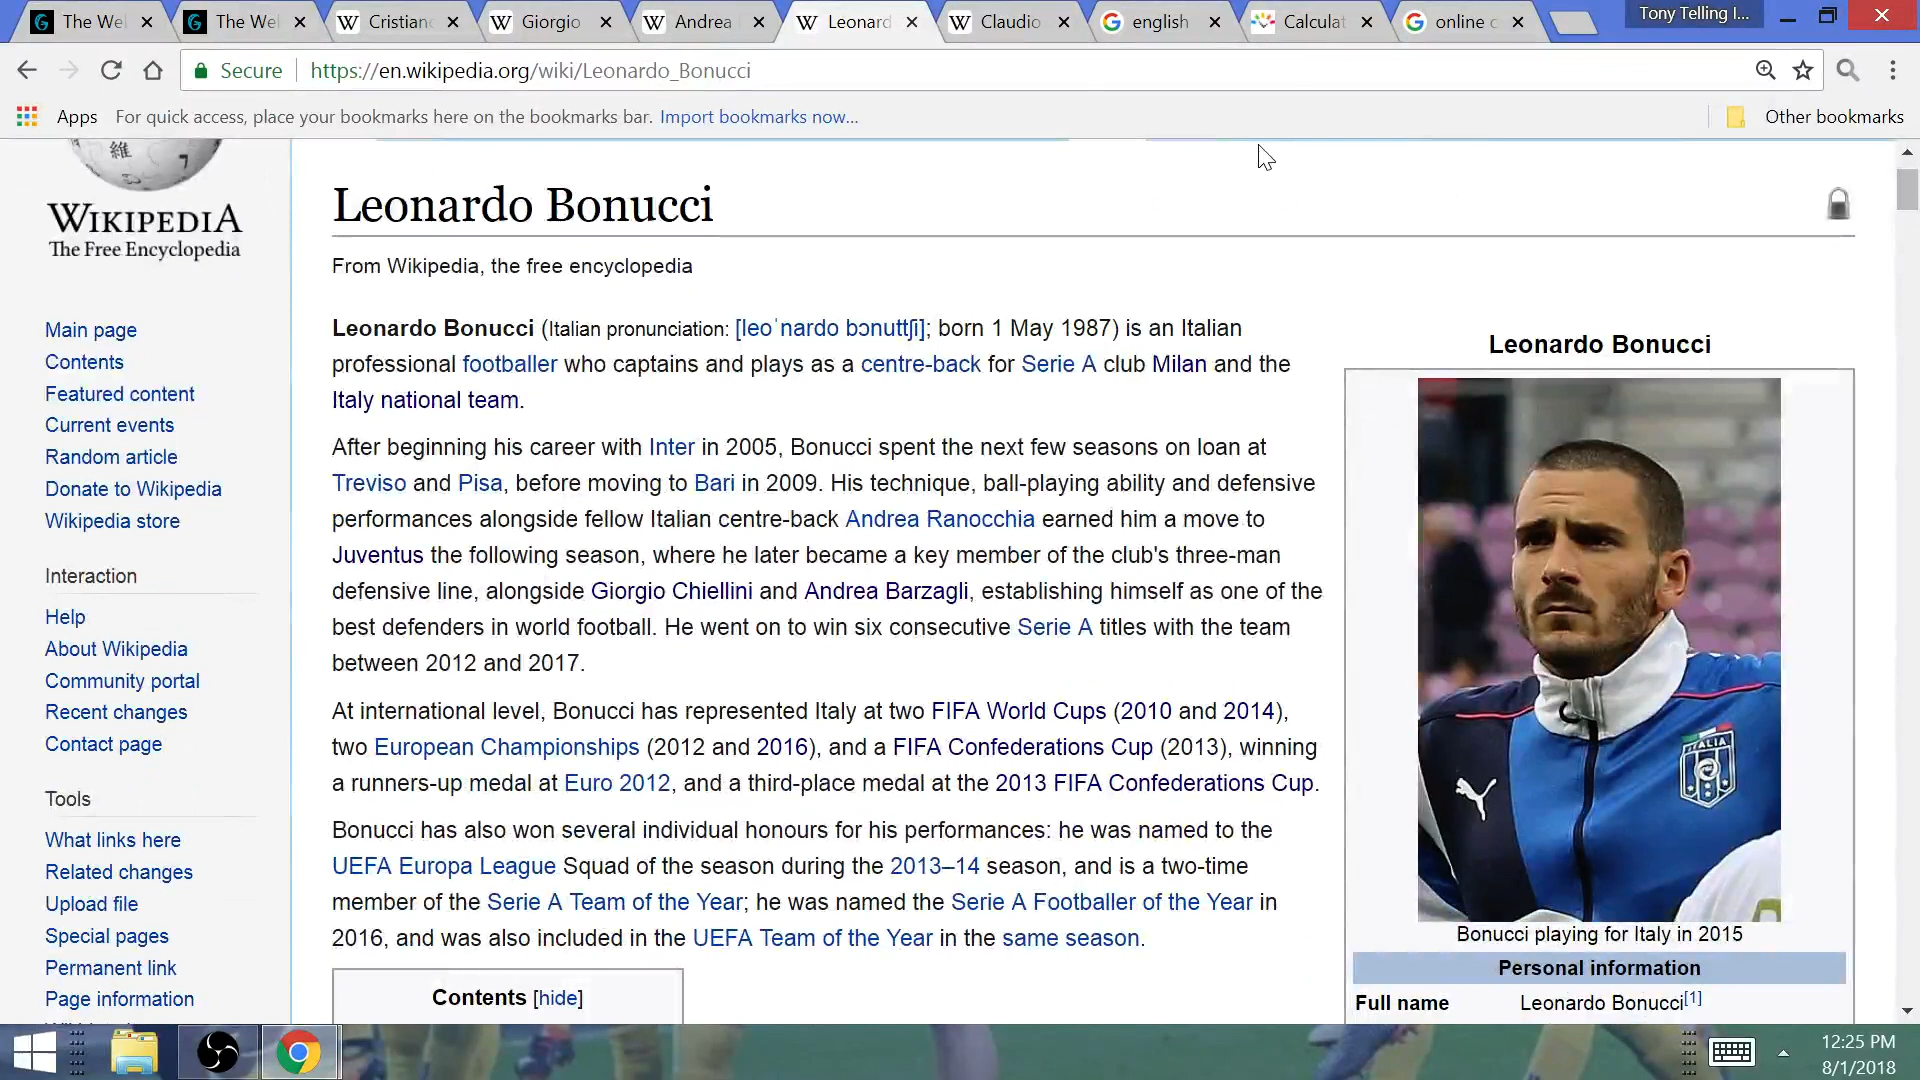 The Wel
The Wel
Cristian
Giorgio
Andrea
Leonard
Claudio
english
Calculat
online c
Tony Telling I...
Secure
https://en.wikipedia.org/wiki/Leonardo_Bonucci
Apps
For quick access, place your bookmarks here on the bookmarks bar. Import bookmarks now...
Other bookmarks
維
7
WIKIPEDIA
The Free Encyclopedia
Main page
Contents
Featured content
Current events
Random article
Donate to Wikipedia
Wikipedia store
Interaction
Help
About Wikipedia
Community portal
Recent changes
Contact page
Tools
What links here
Related changes
Upload file
Special pages
Permanent link
Page information
Leonardo Bonucci
From Wikipedia, the free encyclopedia
Leonardo Bonucci (Italian pronunciation: [leoˈnardo bɔnuttʃi]; born 1 May 1987) is an Italian
professional footballer who captains and plays as a centre-back for Serie A club Milan and the
Italy national team.
After beginning his career with Inter in 2005, Bonucci spent the next few seasons on loan at
Treviso and Pisa, before moving to Bari in 2009. His technique, ball-playing ability and defensive
performances alongside fellow Italian centre-back Andrea Ranocchia earned him a move to
Juventus the following season, where he later became a key member of the club's three-man
defensive line, alongside Giorgio Chiellini and Andrea Barzagli, establishing himself as one of the
best defenders in world football. He went on to win six consecutive Serie A titles with the team
between 2012 and 2017.
At international level, Bonucci has represented Italy at two FIFA World Cups (2010 and 2014),
two European Championships (2012 and 2016), and a FIFA Confederations Cup (2013), winning
a runners-up medal at Euro 2012, and a third-place medal at the 2013 FIFA Confederations Cup.
Bonucci has also won several individual honours for his performances: he was named to the
UEFA Europa League Squad of the season during the 2013–14 season, and is a two-time
member of the Serie A Team of the Year; he was named the Serie A Footballer of the Year in
2016, and was also included in the UEFA Team of the Year in the same season.
Contents [hide]
Leonardo Bonucci
ITALIA
Bonucci playing for Italy in 2015
Personal information
Full name Leonardo Bonucci[1]
12:25 PM
8/1/2018